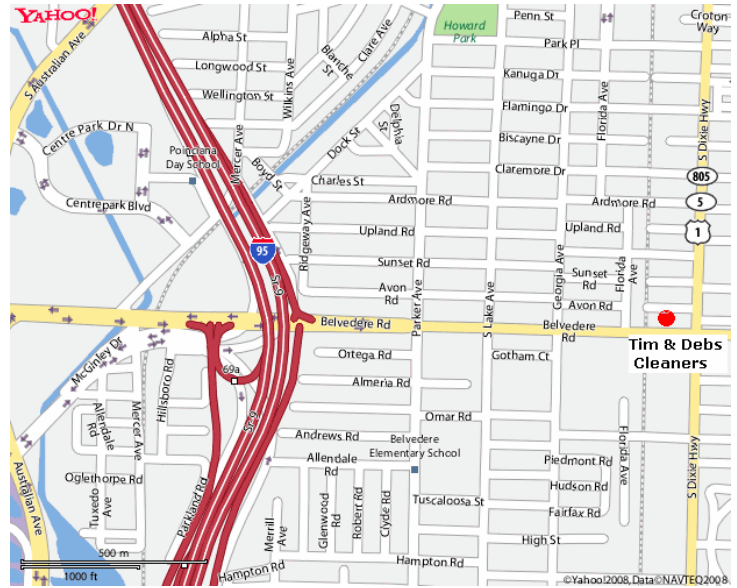 YAHOO!
Howard
Park
Penn St
Croton
Way
S Australian Ave
Alpha St
Park Pl
Longwood St
Wilkins Ave
Blanche
St
Clare Ave
Kanuga Dr
Wellington St
Flamingo Dr
Florida Ave
S Dixie Hwy
Centre Park Dr N
Mercer Ave
Dock St
Delphia
St
Biscayne Dr
Poinciana
Day School
Boyd St
Claremore Dr
805
Charles St
Centrepark Blvd
Ardmore Rd
Ardmore Rd
5
Ridgeway Ave
Upland Rd
Upland Rd
1
95
Sr 9
Sunset Rd
Georgia Ave
Sunset
Rd
Florida
Ave
Avon
Rd
Parker Ave
S Lake Ave
Avon Rd
Belvedere Rd
Belvedere
Rd
Tim & Debs
Cleaners
McGinley Dr
Ortega Rd
Gotham Ct
69a
Hillsboro Rd
Almeria Rd
Allendale
Rd
Mercer Ave
Sr 9
Omar Rd
Andrews Rd
Belvedere
Elementary School
Florida Ave
S Dixie Hwy
Allendale
Rd
Piedmont Rd
Australian Ave
Oglethorpe Rd
Tuxedo
Ave
Parkland Rd
Hudson Rd
Merrill
Ave
Glenwood
Rd
Robert Rd
Clyde Rd
Tuscaloosa St
Fairfax Rd
High St
500 m
1000 ft
Hampton Rd
Hampton Rd
©Yahoo!2008, Data©NAVTEQ2008